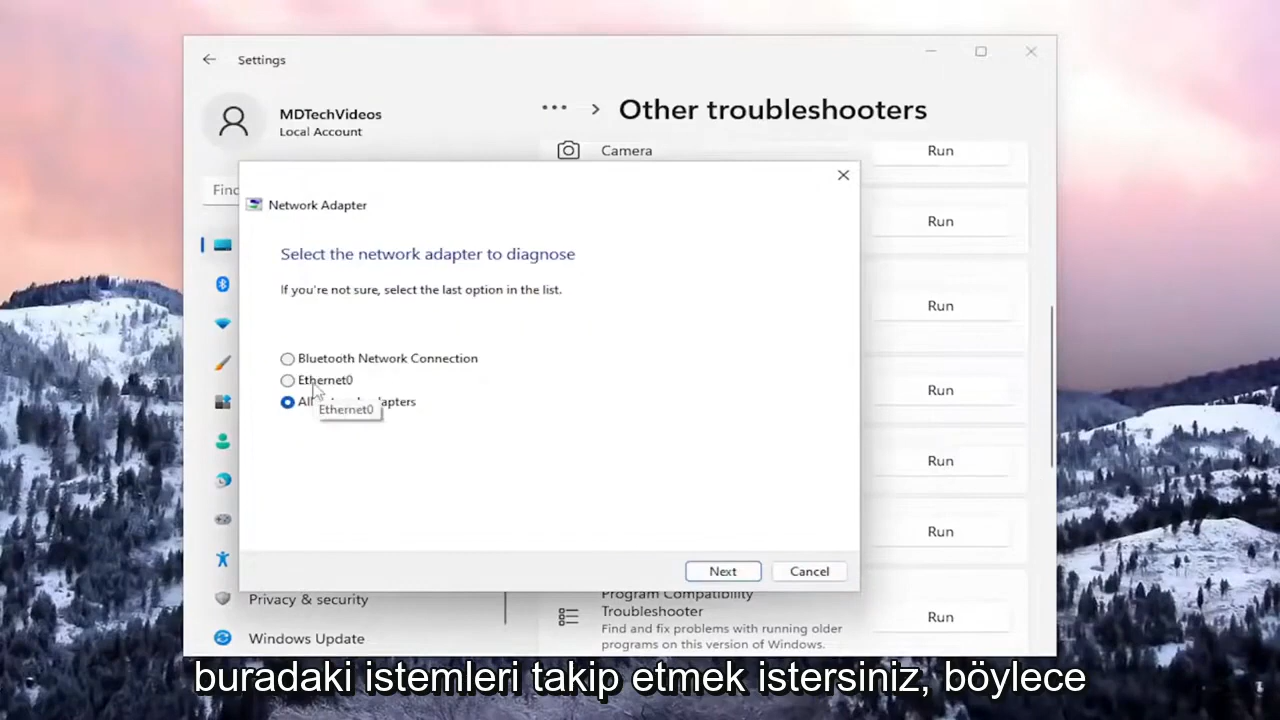 Settings
MDTechVideos
Local Account
Find
Other troubleshooters
Camera
Run
Run
Run
Run
Run
Run
Network Adapter
Select the network adapter to diagnose
If you're not sure, select the last option in the list.
Bluetooth Network Connection
Ethernet0
All apters
Ethernet0
Next
Cancel
Privacy & security
Windows Update
Program Compatibility
Troubleshooter
Find and fix problems with running older
programs on this version of Windows.
Run
buradaki istemleri takip etmek istersiniz, böylece